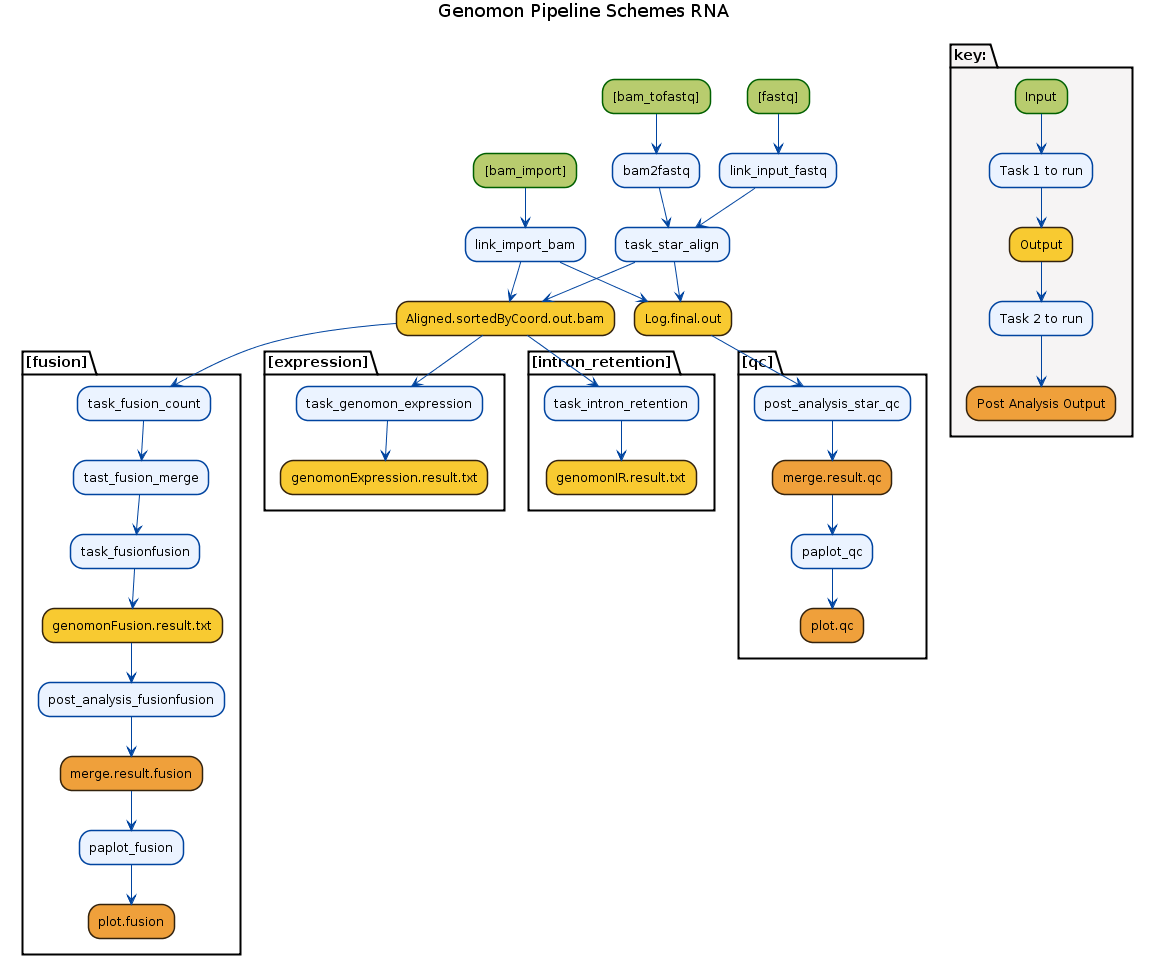 Genomon Pipeline Schemes RNA
[bam_tofastq]
[fastq]
[bam_import]
bam2fastq
link_input_fastq
link_import_bam
task_star_align
Aligned.sortedByCoord.out.bam
Log.final.out
[fusion]
task_fusion_count
tast_fusion_merge
task_fusionfusion
genomonFusion.result.txt
post_analysis_fusionfusion
merge.result.fusion
paplot_fusion
plot.fusion
[expression]
task_genomon_expression
genomonExpression.result.txt
[intron_retention]
task_intron_retention
genomonIR.result.txt
[qc]
post_analysis_star_qc
merge.result.qc
paplot_qc
plot.qc
key:
Input
Task 1 to run
Output
Task 2 to run
Post Analysis Output